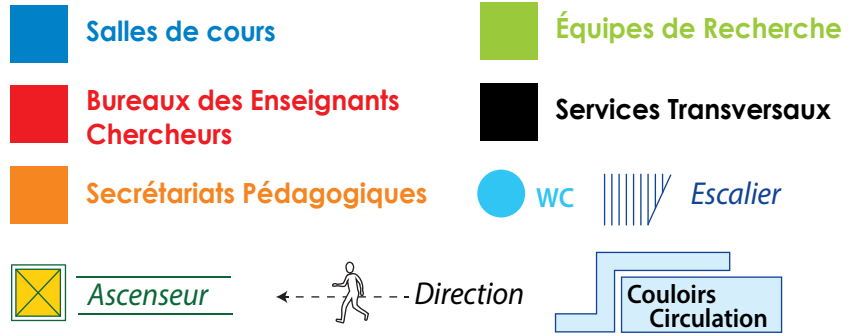 Salles de cours
Équipes de Recherche
Bureaux des Enseignants
Chercheurs
Services Transversaux
Secrétariats Pédagogiques
WC
Escalier
Ascenseur
Direction
Couloirs
Circulation